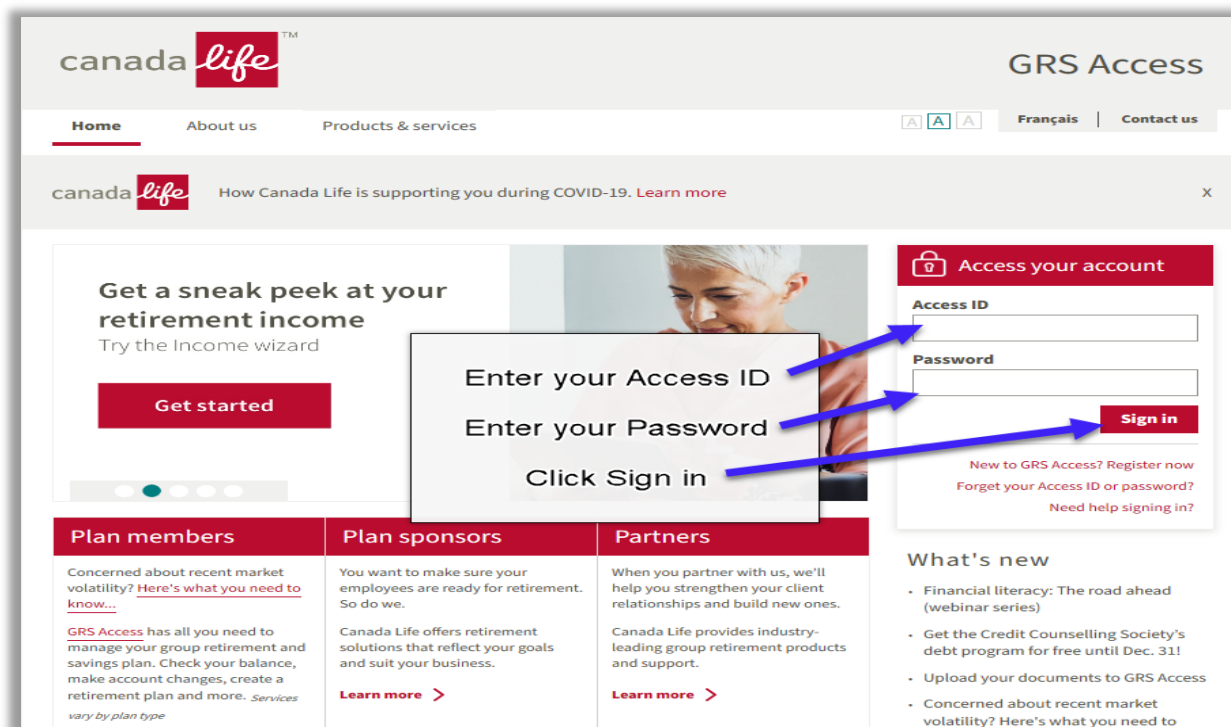 canada life™
GRS Access
Home About us Products & services
A A A Français | Contact us
canada life How Canada Life is supporting you during COVID-19. Learn more x
Get a sneak peek at your
retirement income
Try the Income wizard
Get started
Enter your Access ID
Enter your Password
Click Sign in
Access your account
Access ID
Password
Sign in
New to GRS Access? Register now
Forget your Access ID or password?
Need help signing in?
Plan members
Concerned about recent market
volatility? Here's what you need to
know...
GRS Access has all you need to
manage your group retirement and
savings plan. Check your balance,
make account changes, create a
retirement plan and more. Services
vary by plan type
Plan sponsors
You want to make sure your
employees are ready for retirement.
So do we.
Canada Life offers retirement
solutions that reflect your goals
and suit your business.
Learn more >
Partners
When you partner with us, we'll
help you strengthen your client
relationships and build new ones.
Canada Life provides industry-
leading group retirement products
and support.
Learn more >
What's new
• Financial literacy: The road ahead
(webinar series)
• Get the Credit Counselling Society's
debt program for free until Dec. 31!
• Upload your documents to GRS Access
• Concerned about recent market
volatility? Here's what you need to